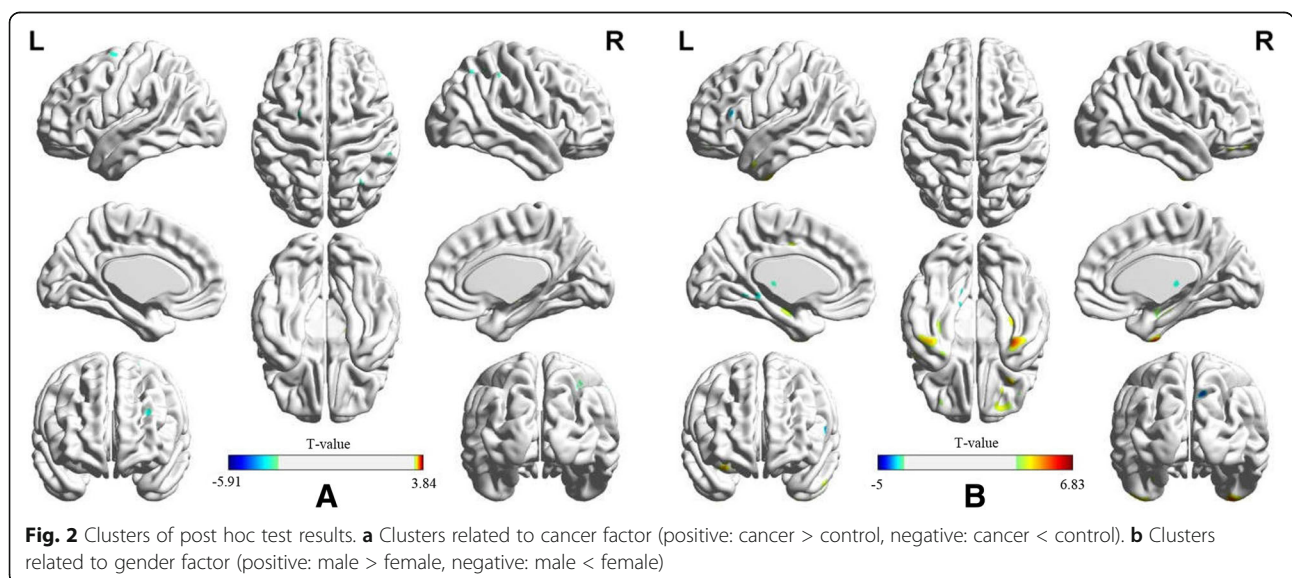 L R L R
T-value T-value
-5.91 3.84 -5 6.83
A B
Fig. 2 Clusters of post hoc test results. a Clusters related to cancer factor (positive: cancer > control, negative: cancer < control). b Clusters
related to gender factor (positive: male > female, negative: male < female)